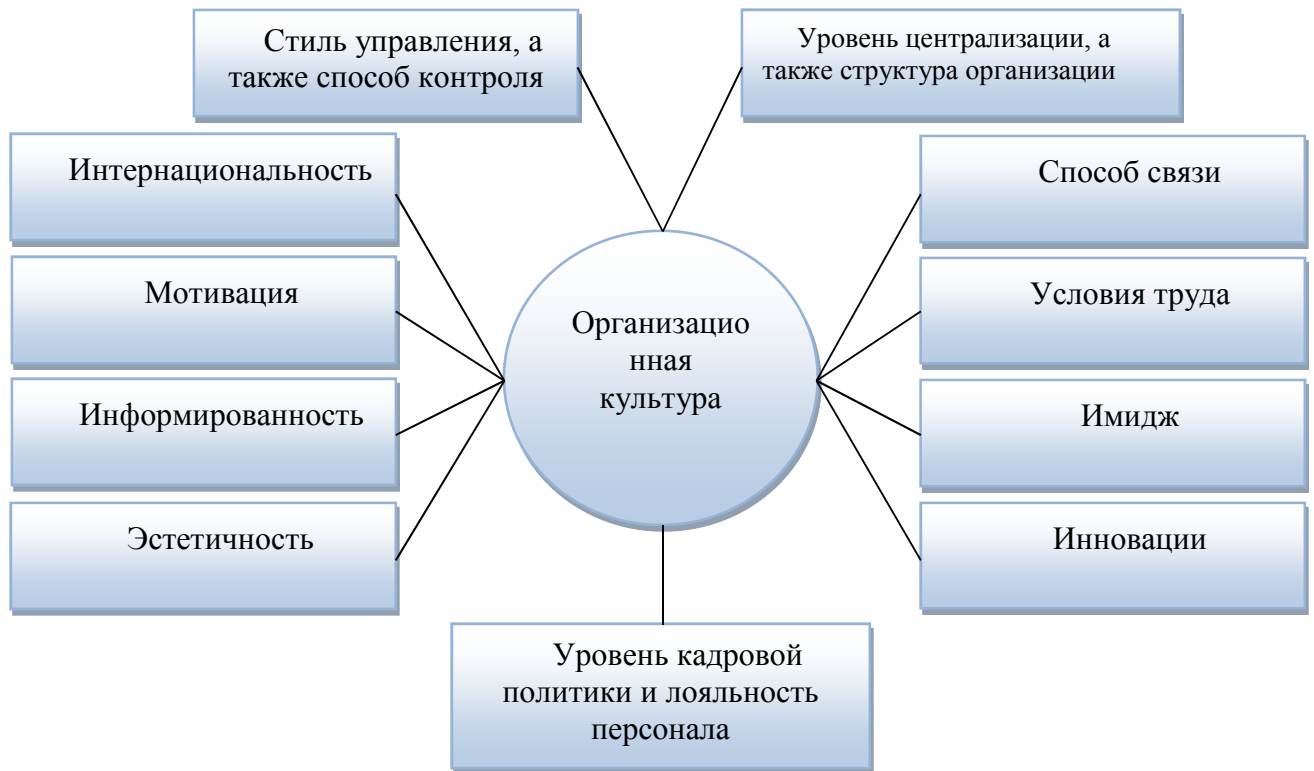 Стиль управления, а
также способ контроля
Уровень централизации, а
также структура организации
Интернациональность
Способ связи
Мотивация
Условия труда
Организацио
нная
культура
Информированность
Имидж
Эстетичность
Инновации
Уровень кадровой
политики и лояльность
персонала